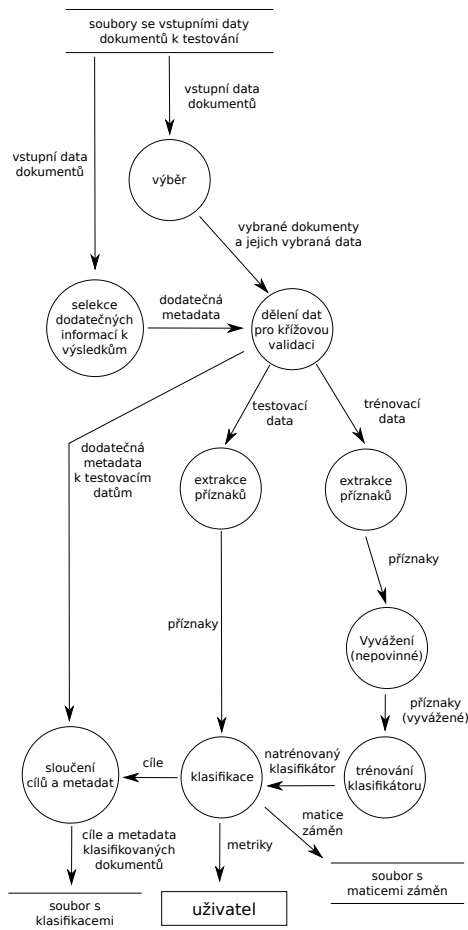 soubory se vstupními daty
dokumentů k testování
vstupní data
dokumentů
vstupní data
dokumentů
výběr
vybrané dokumenty
a jejich vybraná data
selekce
dodatečných
informací k
výsledkům
dodatečná
metadata
dělení dat
pro křížovou
validaci
testovací
data
trénovací
data
dodatečná
metadata
k testovacím
datům
extrakce
příznaků
extrakce
příznaků
příznaky
příznaky
Vyvážení
(nepovinné)
příznaky
(vyvážené)
sloučení
cílů a metadat
cíle
klasifikace
natrénovaný
klasifikátor
trénování
klasifikátoru
cíle a metadata
klasifikovaných
dokumentů
metriky
matice
záměn
soubor s
klasifikacemi
uživatel
soubor s
maticemi záměn